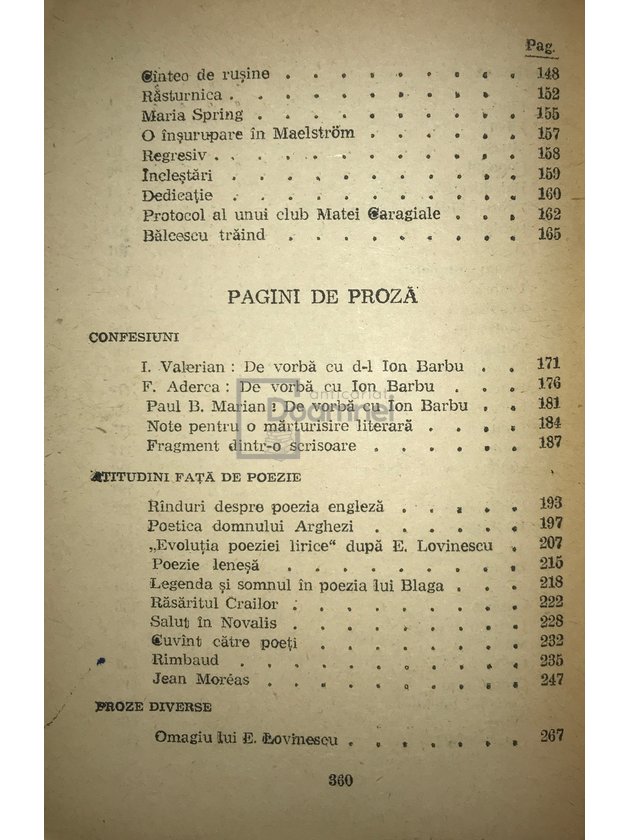 Pag.
Cînteo de rușine . . . . . . . . . . 148
Răsturnica . . . . . . . . . . . 152
Maria Spring . . . . . . . . . . . 155
O înșurupare în Maelström . . . . . . 157
Regresiv . . . . . . . . . . . . 158
Încleștări . . . . . . . . . . . 159
Dedicație . . . . . . . . . . . 160
Protocol al unui club Matei Caragiale . . . 162
Bălcescu trăind . . . . . . . . . 165
PAGINI DE PROZĂ
CONFESIUNI
I. Valerian : De vorbă cu d-l Ion Barbu . . 171
F. Aderca : De vorbă cu Ion Barbu . . . 176
Paul B. Marian : De vorbă cu Ion Barbu . . 181
Note pentru o mărturisire literară . . . . 184
Fragment dintr-o scrisoare . . . . . . 187
anticariat
Doamnei
ATITUDINI FAȚĂ DE POEZIE
Rînduri despre poezia engleză . . . . . 193
Poetica domnului Arghezi . . . . . . 197
„Evoluția poeziei lirice“ după E. Lovinescu . 207
Poezie leneșă . . . . . . . . . 215
Legenda și somnul în poezia lui Blaga . . . 218
Răsăritul Crailor . . . . . . . . . 222
Salut în Novalis . . . . . . . . . 228
Cuvînt către poeți . . . . . . . . 232
Rimbaud . . . . . . . . . . . 235
Jean Moréas . . . . . . . . . . 247
PROZE DIVERSE
Omagiu lui E. Lovinescu . . . . . . . 267
360